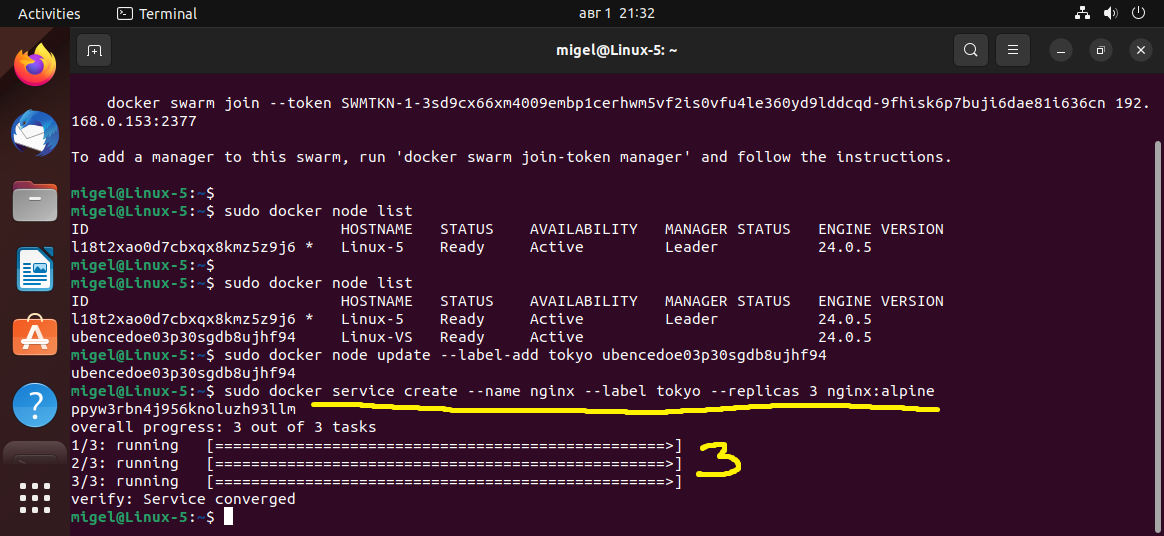 Activities Terminal авг 1 21:32
migel@Linux-5: ~
docker swarm join --token SWMTKN-1-3sd9cx66xm4009embp1cerhwm5vf2is0vfu4le360yd9lddcqd-9fhisk6p7buji6dae81i636cn 192.
168.0.153:2377
To add a manager to this swarm, run 'docker swarm join-token manager' and follow the instructions.
migel@Linux-5:~$
migel@Linux-5:~$ sudo docker node list
ID HOSTNAME STATUS AVAILABILITY MANAGER STATUS ENGINE VERSION
l18t2xao0d7cbxqx8kmz5z9j6 * Linux-5 Ready Active Leader 24.0.5
migel@Linux-5:~$
migel@Linux-5:~$ sudo docker node list
ID HOSTNAME STATUS AVAILABILITY MANAGER STATUS ENGINE VERSION
l18t2xao0d7cbxqx8kmz5z9j6 * Linux-5 Ready Active Leader 24.0.5
ubencedoe03p30sgdb8ujhf94 Linux-VS Ready Active 24.0.5
migel@Linux-5:~$ sudo docker node update --label-add tokyo ubencedoe03p30sgdb8ujhf94
ubencedoe03p30sgdb8ujhf94
migel@Linux-5:~$ sudo docker service create --name nginx --label tokyo --replicas 3 nginx:alpine
ppyw3rbn4j956knoluzh93llm
overall progress: 3 out of 3 tasks
1/3: running [==================================================>]
2/3: running [==================================================>]
3/3: running [==================================================>]
3
verify: Service converged
migel@Linux-5:~$